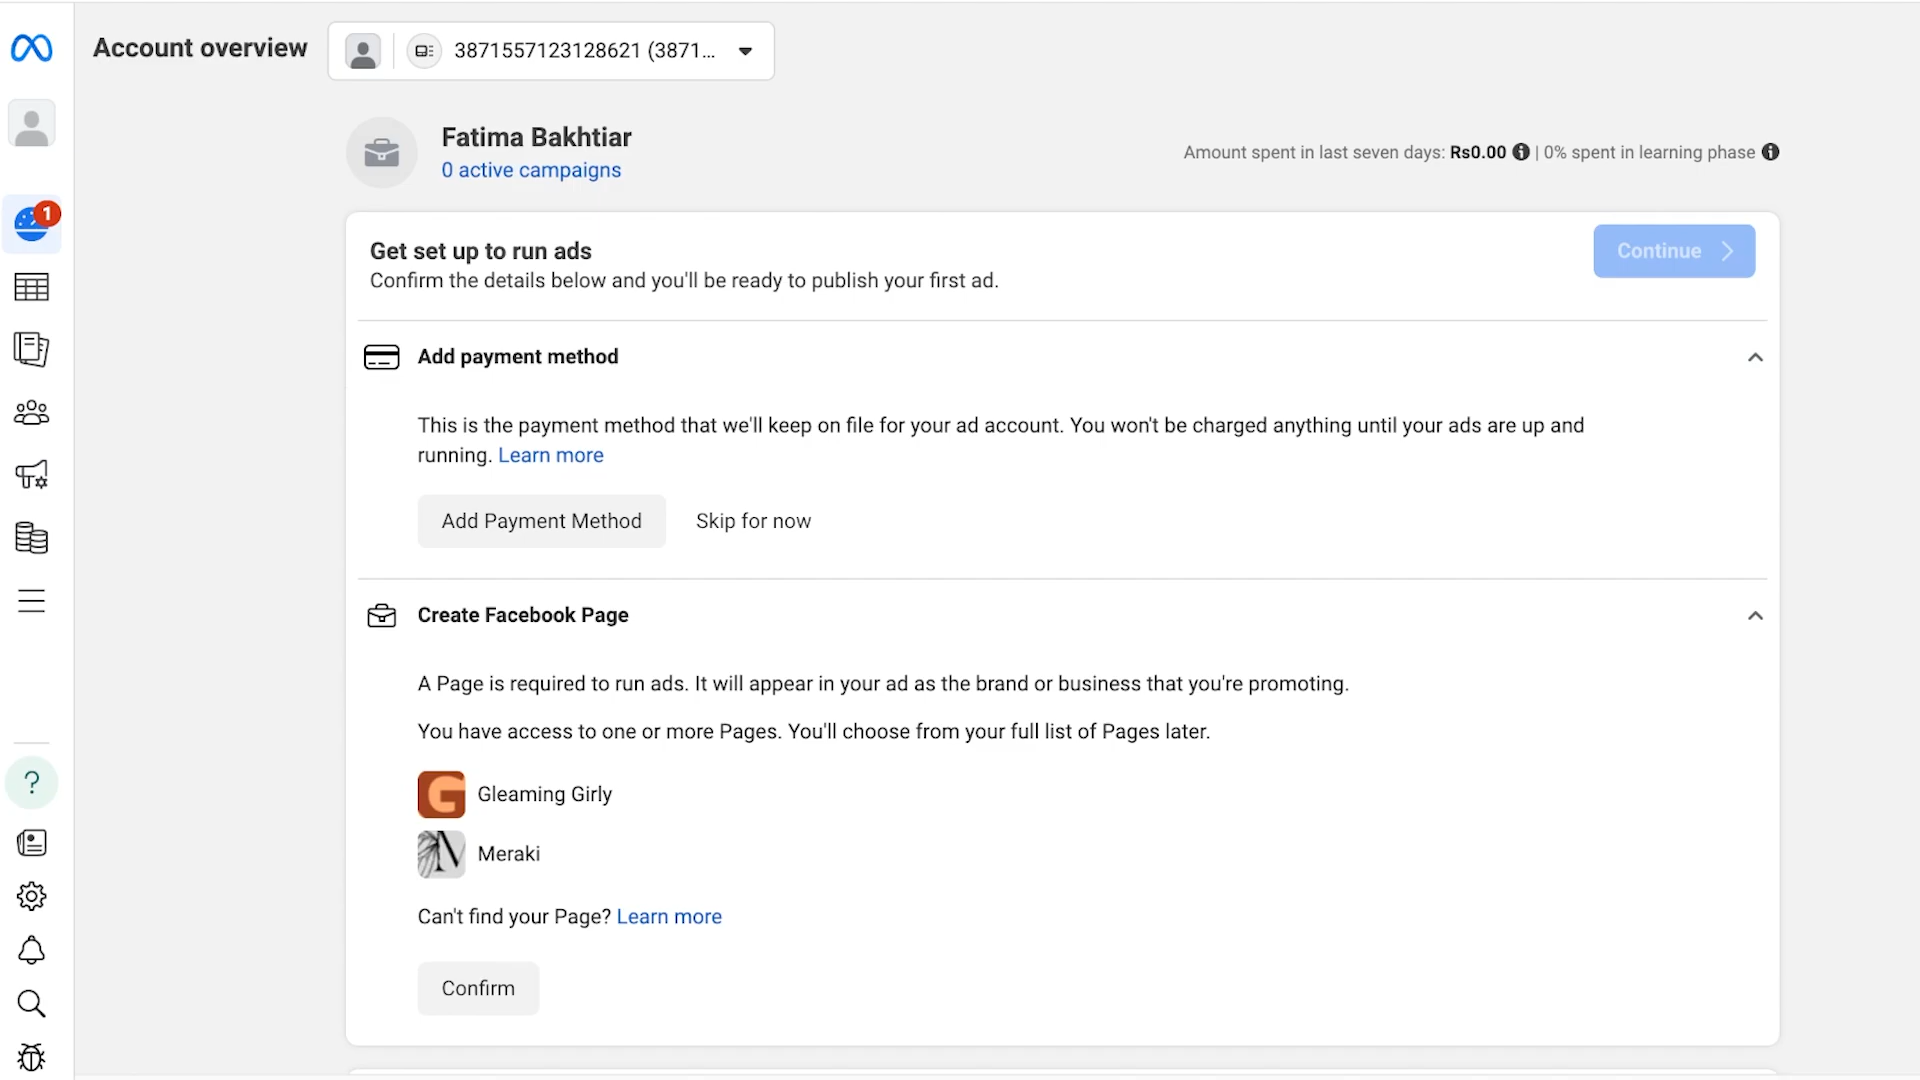 Account overview
3871557123128621 (3871...
Fatima Bakhtiar
0 active campaigns
Amount spent in last seven days: Rs0.00 | 0% spent in learning phase
1
Get set up to run ads
Continue
Confirm the details below and you'll be ready to publish your first ad.
Add payment method
This is the payment method that we'll keep on file for your ad account. You won't be charged anything until your ads are up and
running. Learn more
Add Payment Method
Skip for now
Create Facebook Page
A Page is required to run ads. It will appear in your ad as the brand or business that you're promoting.
You have access to one or more Pages. You'll choose from your full list of Pages later.
G Gleaming Girly
Meraki
Can't find your Page? Learn more
Confirm
?